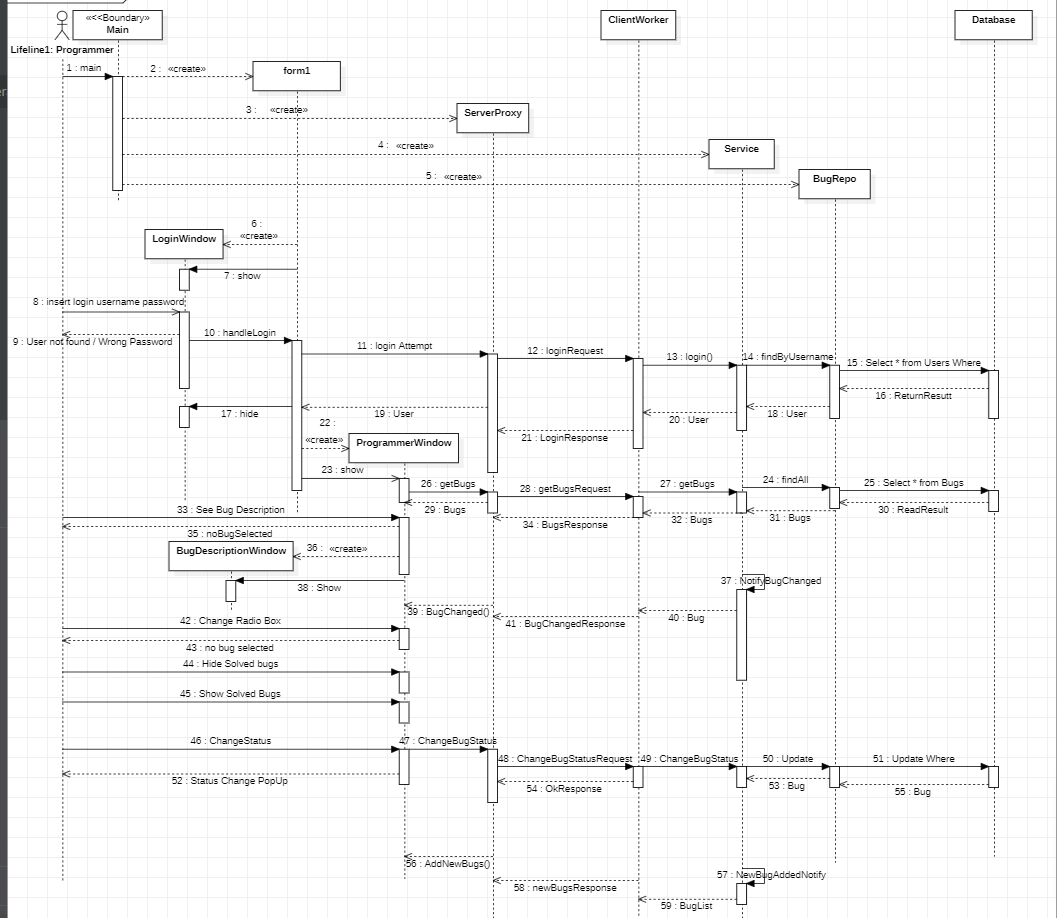 «<<Boundary»
Main
ClientWorker
Database
Lifeline1: Programmer
1 : main
2 : «create»
form1
3 : «create»
ServerProxy
4 : «create»
Service
5 : «create»
BugRepo
6 :
«create»
LoginWindow
7 : show
8 : insert login username password
9 : User not found / Wrong Password
10 : handleLogin
11 : login Attempt
12 : loginRequest
13 : login()
14 : findByUsername
15 : Select * from Users Where
16 : ReturnResutt
17 : hide
19 : User
20 : User
18 : User
22 :
«create»
ProgrammerWindow
21 : LoginResponse
23 : show
26 : getBugs
28 : getBugsRequest
27 : getBugs
24 : findAll
25 : Select * from Bugs
33 : See Bug Description
29 : Bugs
34 : BugsResponse
32 : Bugs
31 : Bugs
30 : ReadResult
35 : noBugSelected
BugDescriptionWindow
36 : «create»
38 : Show
37 : NotifyBugChanged
39 : BugChanged()
41 : BugChangedResponse
40 : Bug
42 : Change Radio Box
43 : no bug selected
44 : Hide Solved bugs
45 : Show Solved Bugs
46 : ChangeStatus
47 : ChangeBugStatus
48 : ChangeBugStatusRequest
49 : ChangeBugStatus
50 : Update
51 : Update Where
52 : Status Change PopUp
54 : OkResponse
53 : Bug
55 : Bug
56 : AddNewBugs()
57 : NewBugAddedNotify
58 : newBugsResponse
59 : BugList